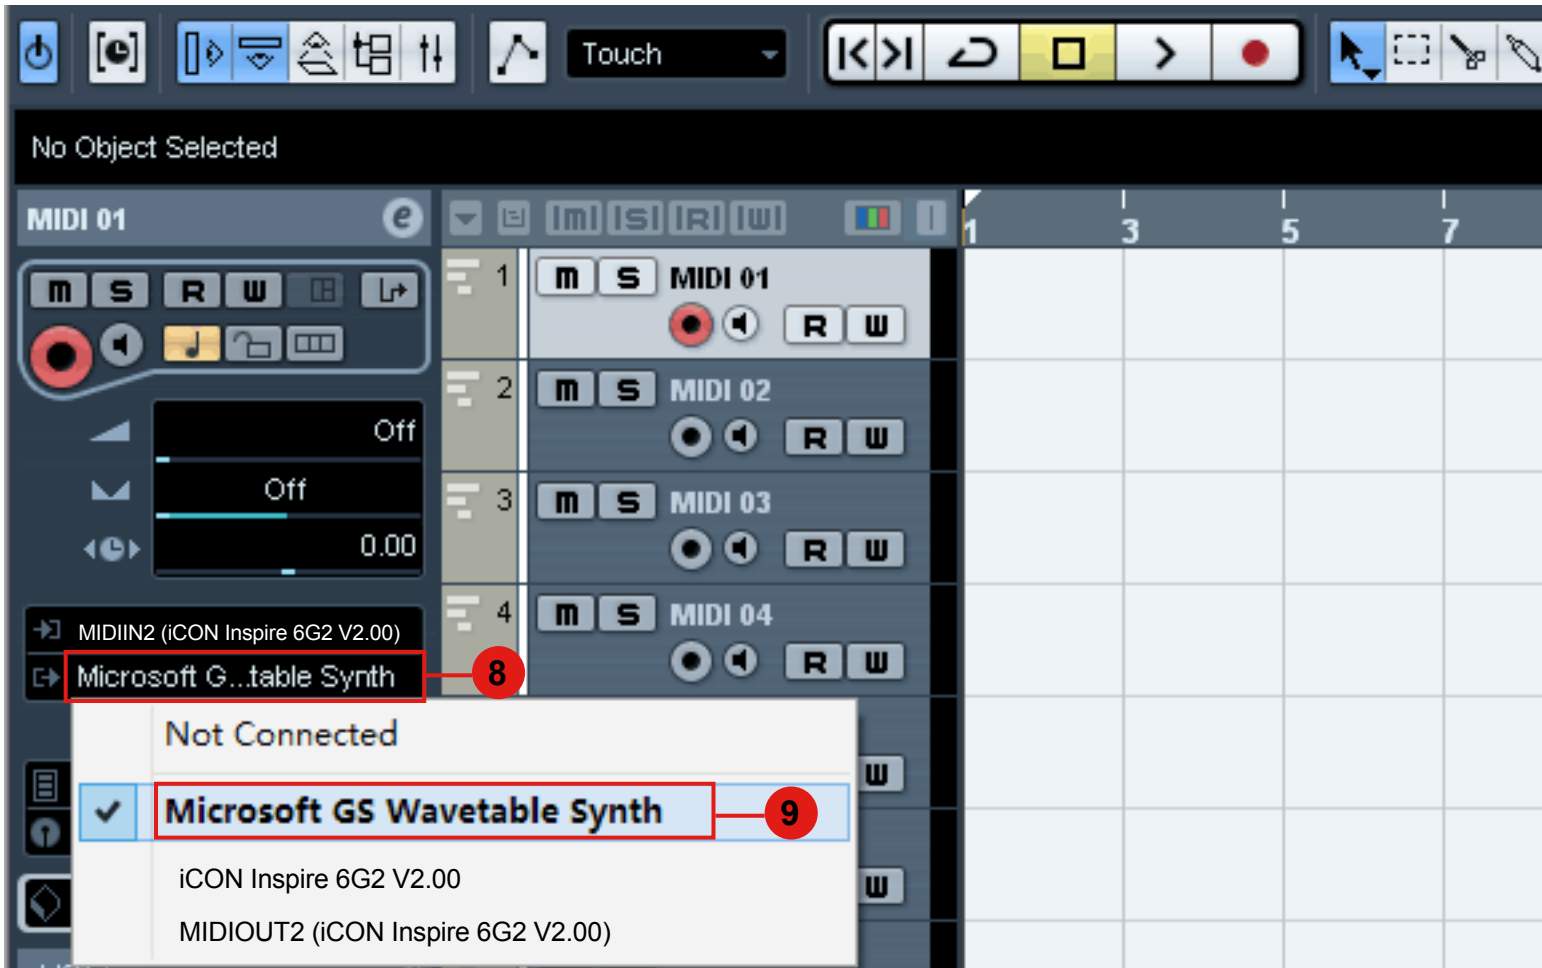 Touch
No Object Selected
MIDI 01
m S R W
1 3 5 7
1 m S MIDI 01
R W
m S R W
2 m S MIDI 02
R W
Off
Off
3 m S MIDI 03
R W
0.00
4 m S MIDI 04
R W
MIDIIN2 (iCON Inspire 6G2 V2.00)
Microsoft G...table Synth
8
Not Connected
W
Microsoft GS Wavetable Synth
9
iCON Inspire 6G2 V2.00
W
MIDIOUT2 (iCON Inspire 6G2 V2.00)